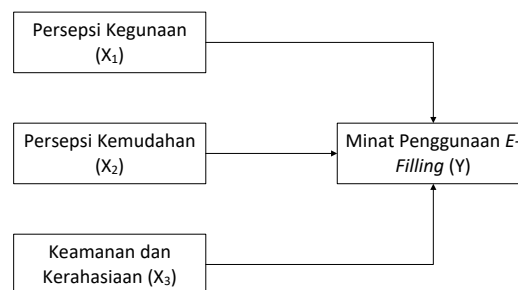 Persepsi Kegunaan
(X₁)
Persepsi Kemudahan
(X₂)
Minat Penggunaan E-
Filling (Y)
Keamanan dan
Kerahasiaan (X₃)